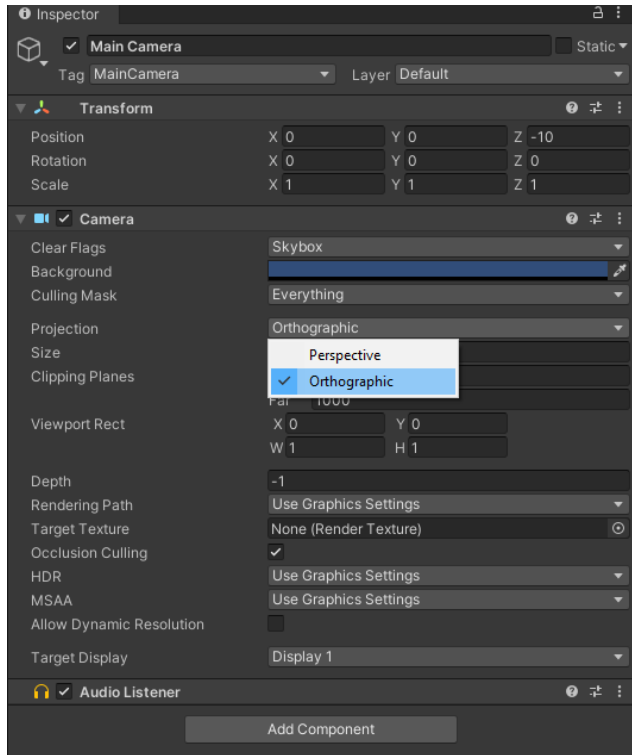 Inspector
Main Camera Static
Tag MainCamera Layer Default
Transform
Position X 0 Y 0 Z -10
Rotation X 0 Y 0 Z 0
Scale X 1 Y 1 Z 1
Camera
Clear Flags Skybox
Background
Culling Mask Everything
Projection Orthographic
Size Perspective
Clipping Planes Orthographic
Far 1000
Viewport Rect X 0 Y 0
W 1 H 1
Depth -1
Rendering Path Use Graphics Settings
Target Texture None (Render Texture)
Occlusion Culling
HDR Use Graphics Settings
MSAA Use Graphics Settings
Allow Dynamic Resolution
Target Display Display 1
Audio Listener
Add Component